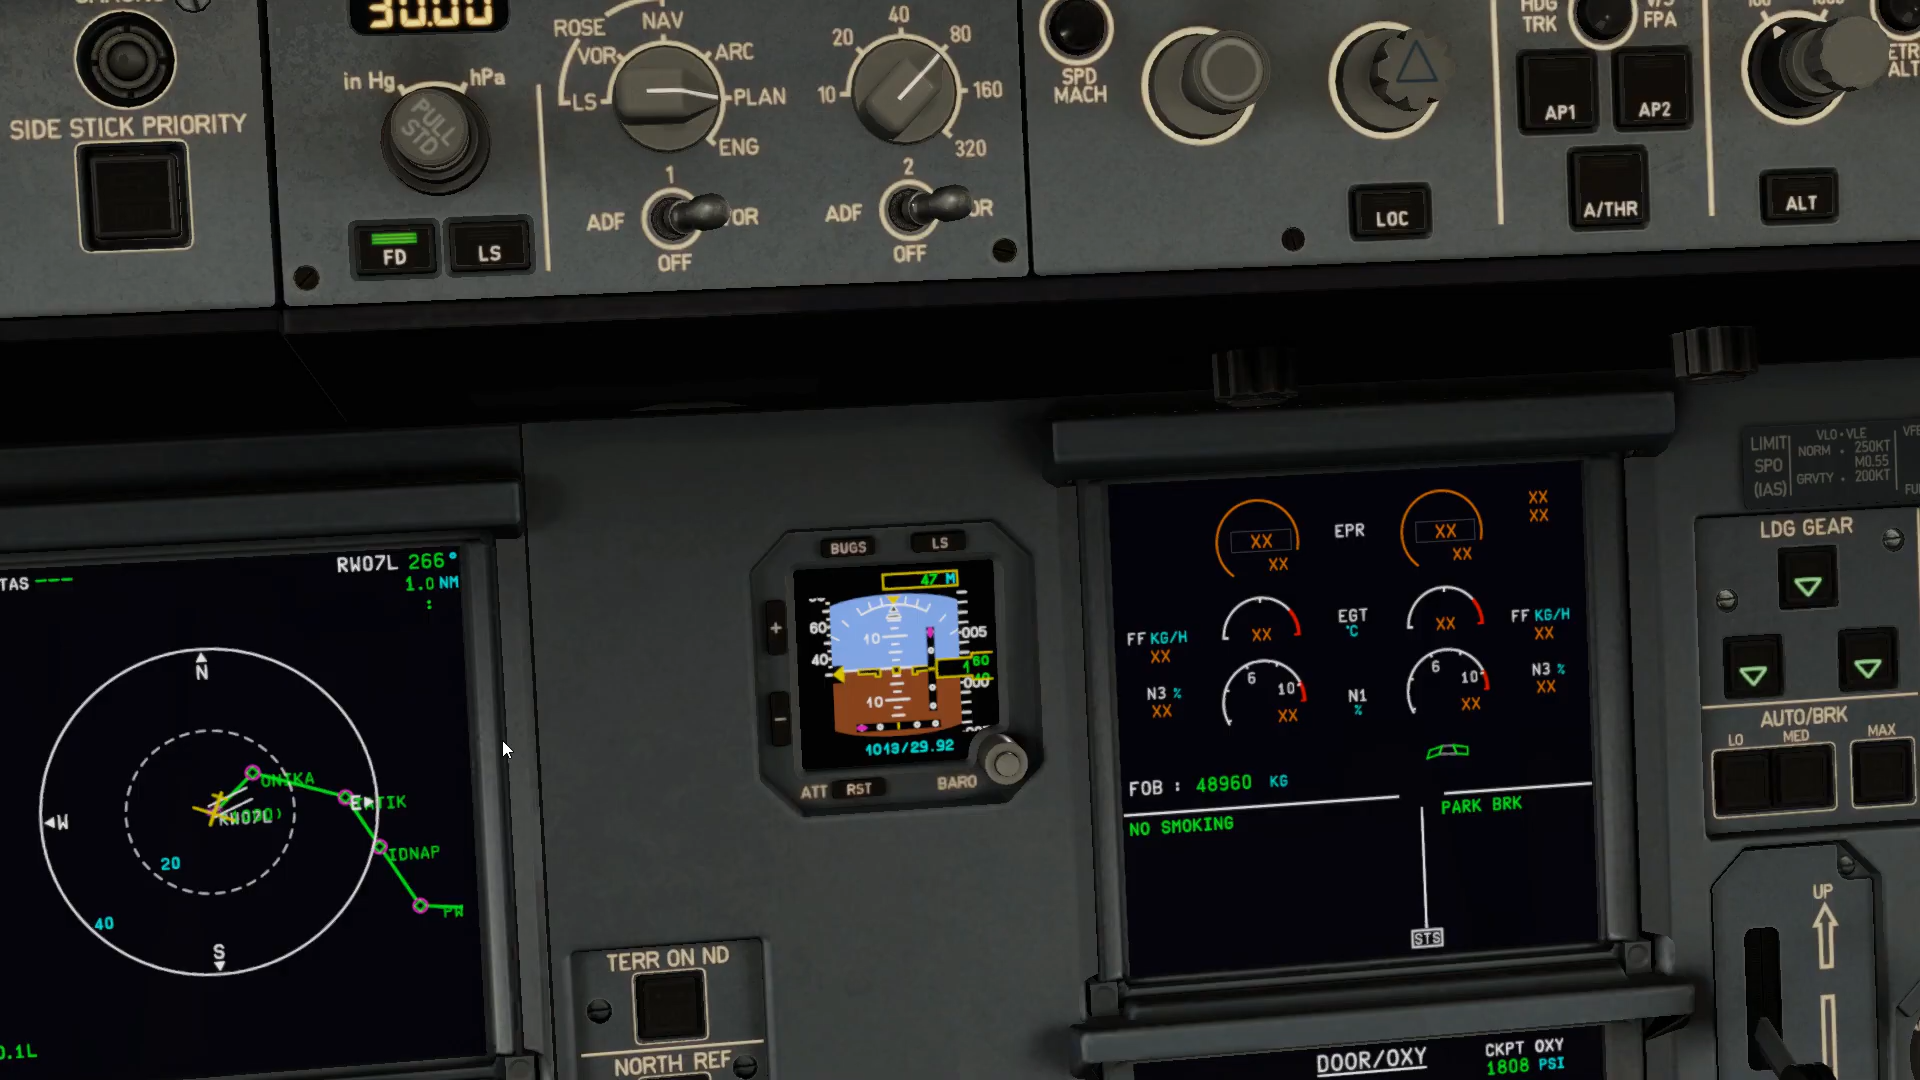 30.00
in Hg
hPa
PULL
STD
SIDE STICK PRIORITY
FD
LS
ROSE
NAV
VOR
ARC
LS
PLAN
ENG
10
20
40
80
160
320
1
ADF
OFF
2
ADF
OFF
SPD
MACH
HDG
TRK
FPA
AP1
AP2
A/THR
LOC
ALT
LIMIT
SPO
(IAS)
VLO·VLE
NORM · 250KT
M0.55
GRVTY · 200KT
LDG GEAR
AUTO/BRK
LO
MED
MAX
UP
TAS ---
RW07L 266°
1.0 NM
N
E
S
W
ONIKA
IDNAP
RW07L
20
40
BUGS
LS
+
−
47 M
60
40
10
10
005
000
1013/29.92
ATT
RST
BARO
XX
EPR
XX
XX
XX
XX
XX
EGT
°C
XX
XX
FF KG/H
XX
FF KG/H
XX
6
10
XX
N1
%
6
10
XX
N3 %
XX
N3 %
XX
FOB : 48960 KG
NO SMOKING
PARK BRK
STS
TERR ON ND
NORTH REF
DOOR/OXY
CKPT OXY
1808 PSI